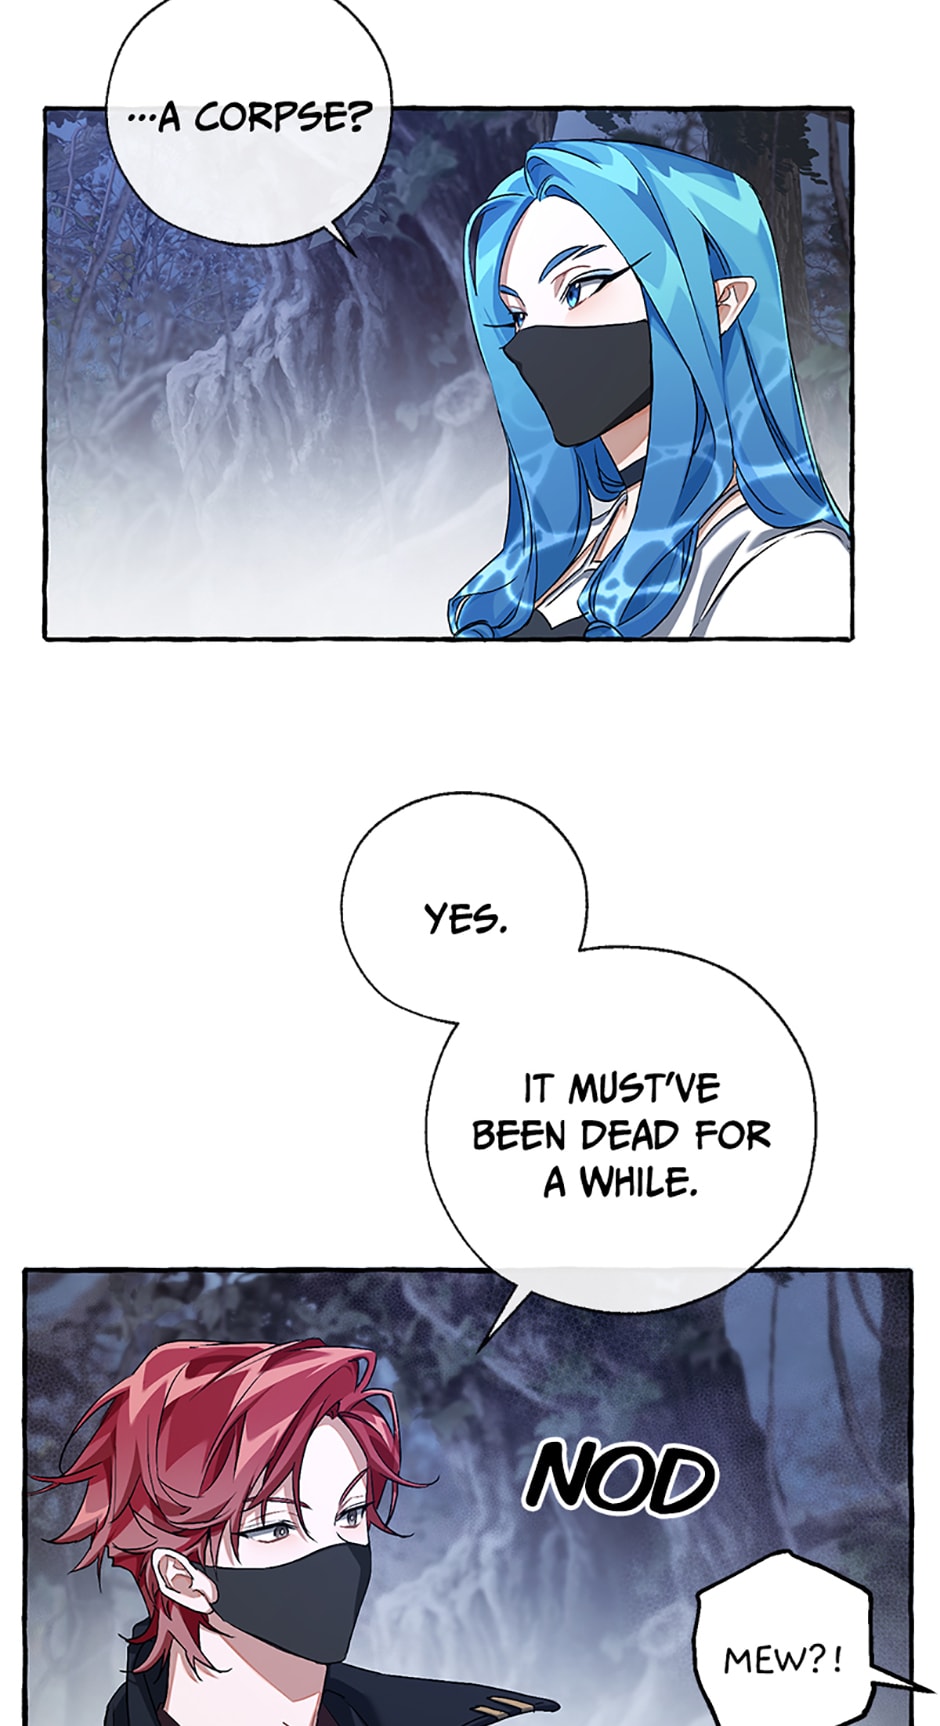 ...A CORPSE?
YES.
IT MUST'VE
BEEN DEAD FOR
A WHILE.
NOD
MEW?!